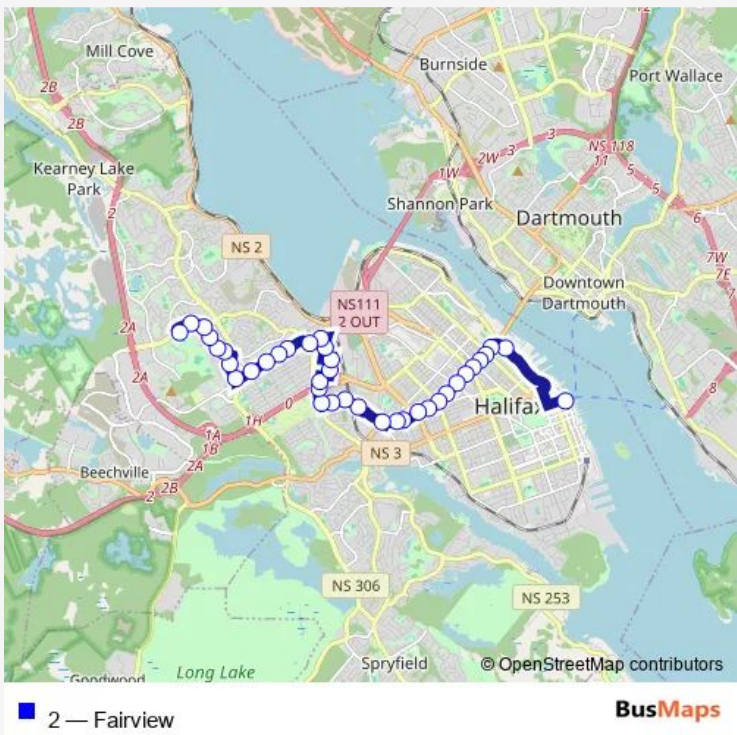 Mill Cove
Burnside
Port Wallace
12
2B
2B
NS 118
11
3
3
2W
1W
5
5
Kearney Lake
Park
Shannon Park
Dartmouth
6
2
NS 2
7W
7E
Downtown
Dartmouth
NS111
2 OUT
2A
2A
8
Halifax
1H
0
1A
1B
2A
NS 3
Beechville
2
2B
NS 306
NS 253
Long Lake
Spryfield
Goodwood
© OpenStreetMap contributors
2 — Fairview
BusMaps